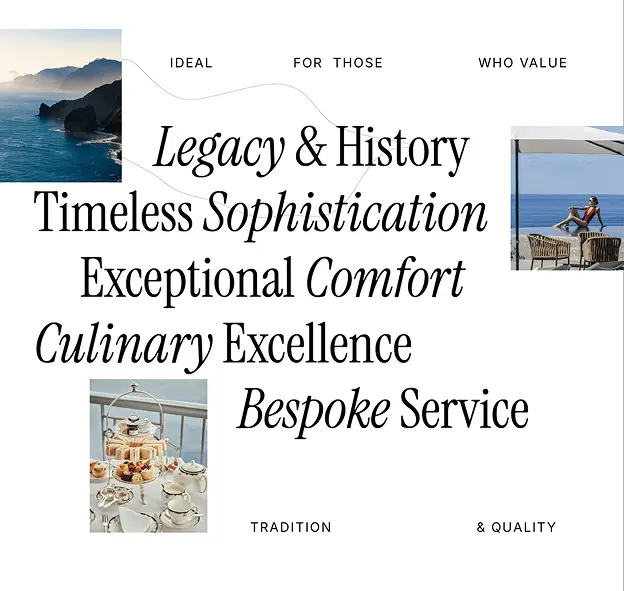 IDEAL FOR THOSE WHO VALUE
Legacy & History
Timeless Sophistication
Exceptional Comfort
Culinary Excellence
Bespoke Service
TRADITION & QUALITY